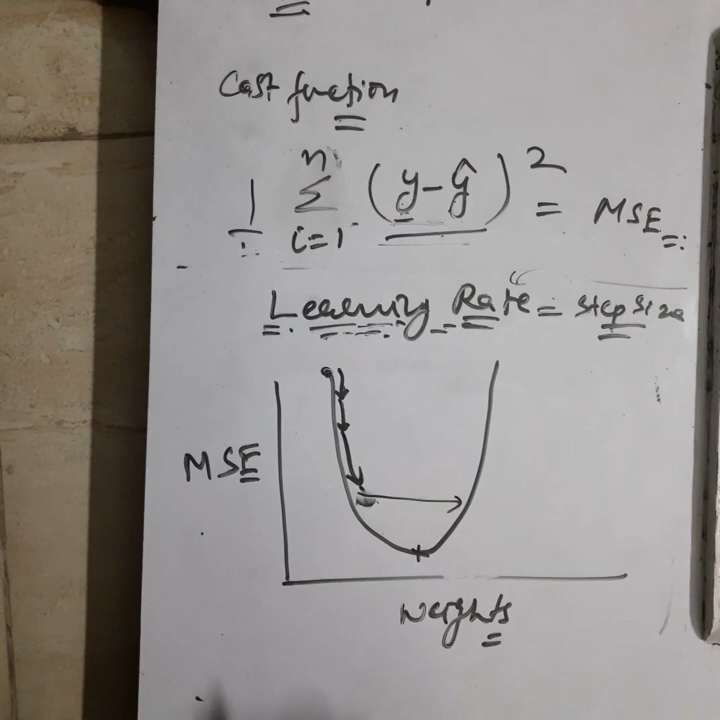 Cost function
1 n Σ i=1 (y-ŷ)² = MSE
Learning Rate = step size
MSE
Weights